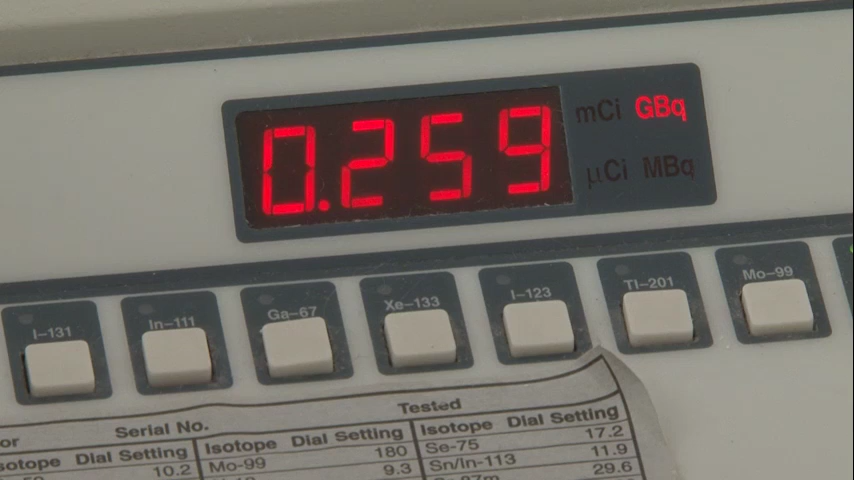 0.259
mCi GBq
μCi MBq
I-131 In-111 Ga-67 Xe-133 I-123 Tl-201 Mo-99
Serial No. Tested
Isotope Dial Setting Isotope Dial Setting
Dial Setting Mo-99 180 Se-75 17.2
10.2 9.3 Sn/In-113 11.9
29.6